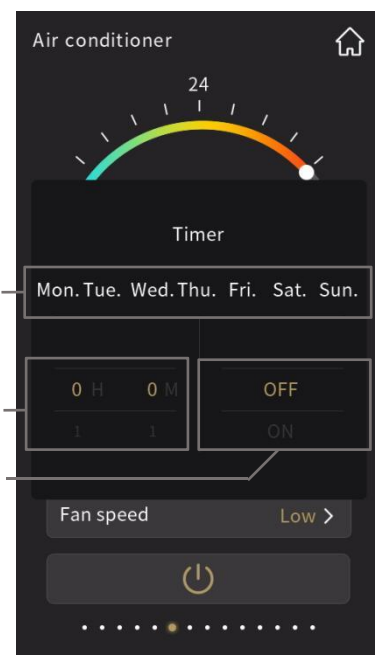 Air conditioner
24
Timer
Mon. Tue. Wed. Thu. Fri. Sat. Sun.
0 H 0 M OFF
1 1 ON
Fan speed Low >